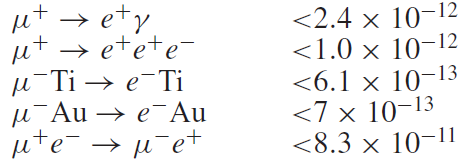 μ⁺ → e⁺γ <2.4 × 10⁻¹²
μ⁺ → e⁺e⁺e⁻ <1.0 × 10⁻¹²
μ⁻Ti → e⁻Ti <6.1 × 10⁻¹³
μ⁻Au → e⁻Au <7 × 10⁻¹³
μ⁺e⁻ → μ⁻e⁺ <8.3 × 10⁻¹¹